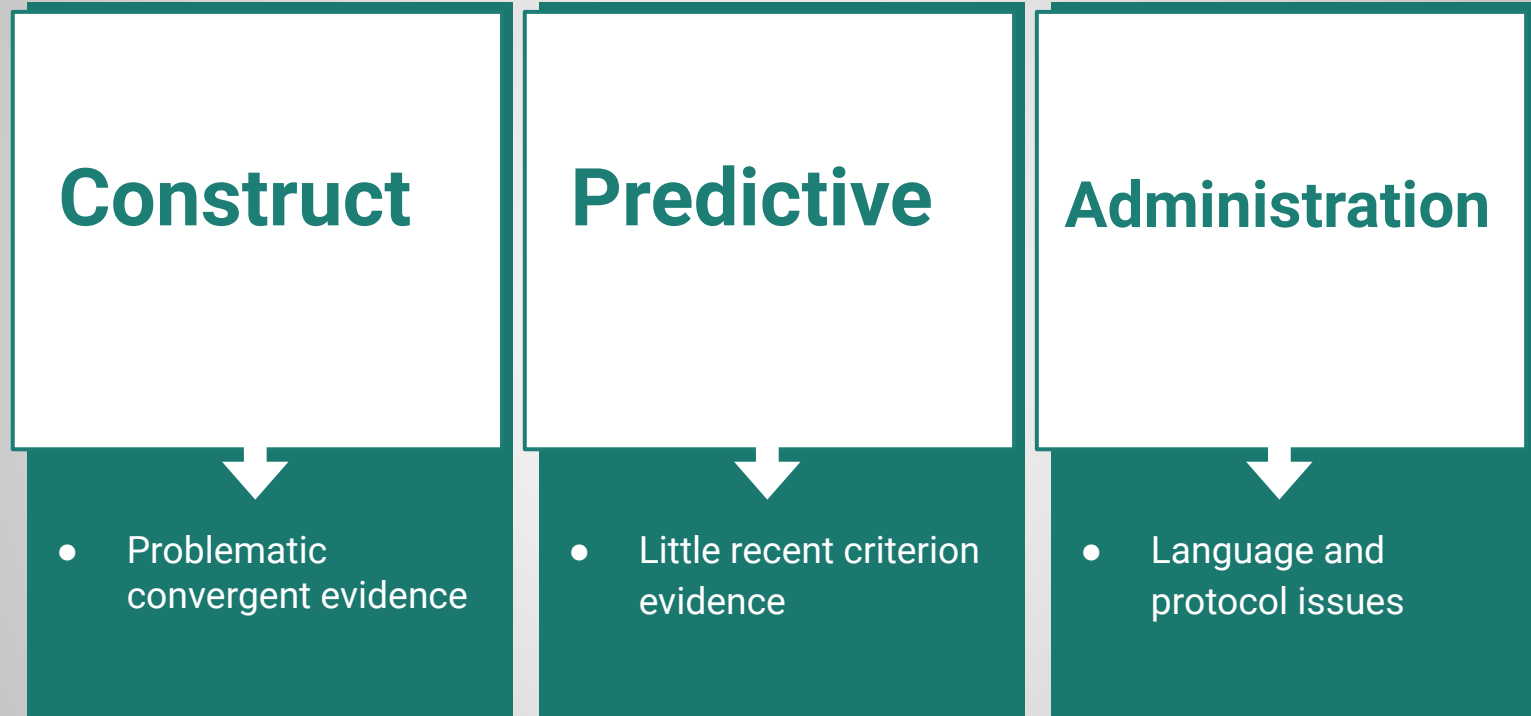 Construct
Predictive
Administration
● Problematic
convergent evidence
● Little recent criterion
evidence
● Language and
protocol issues